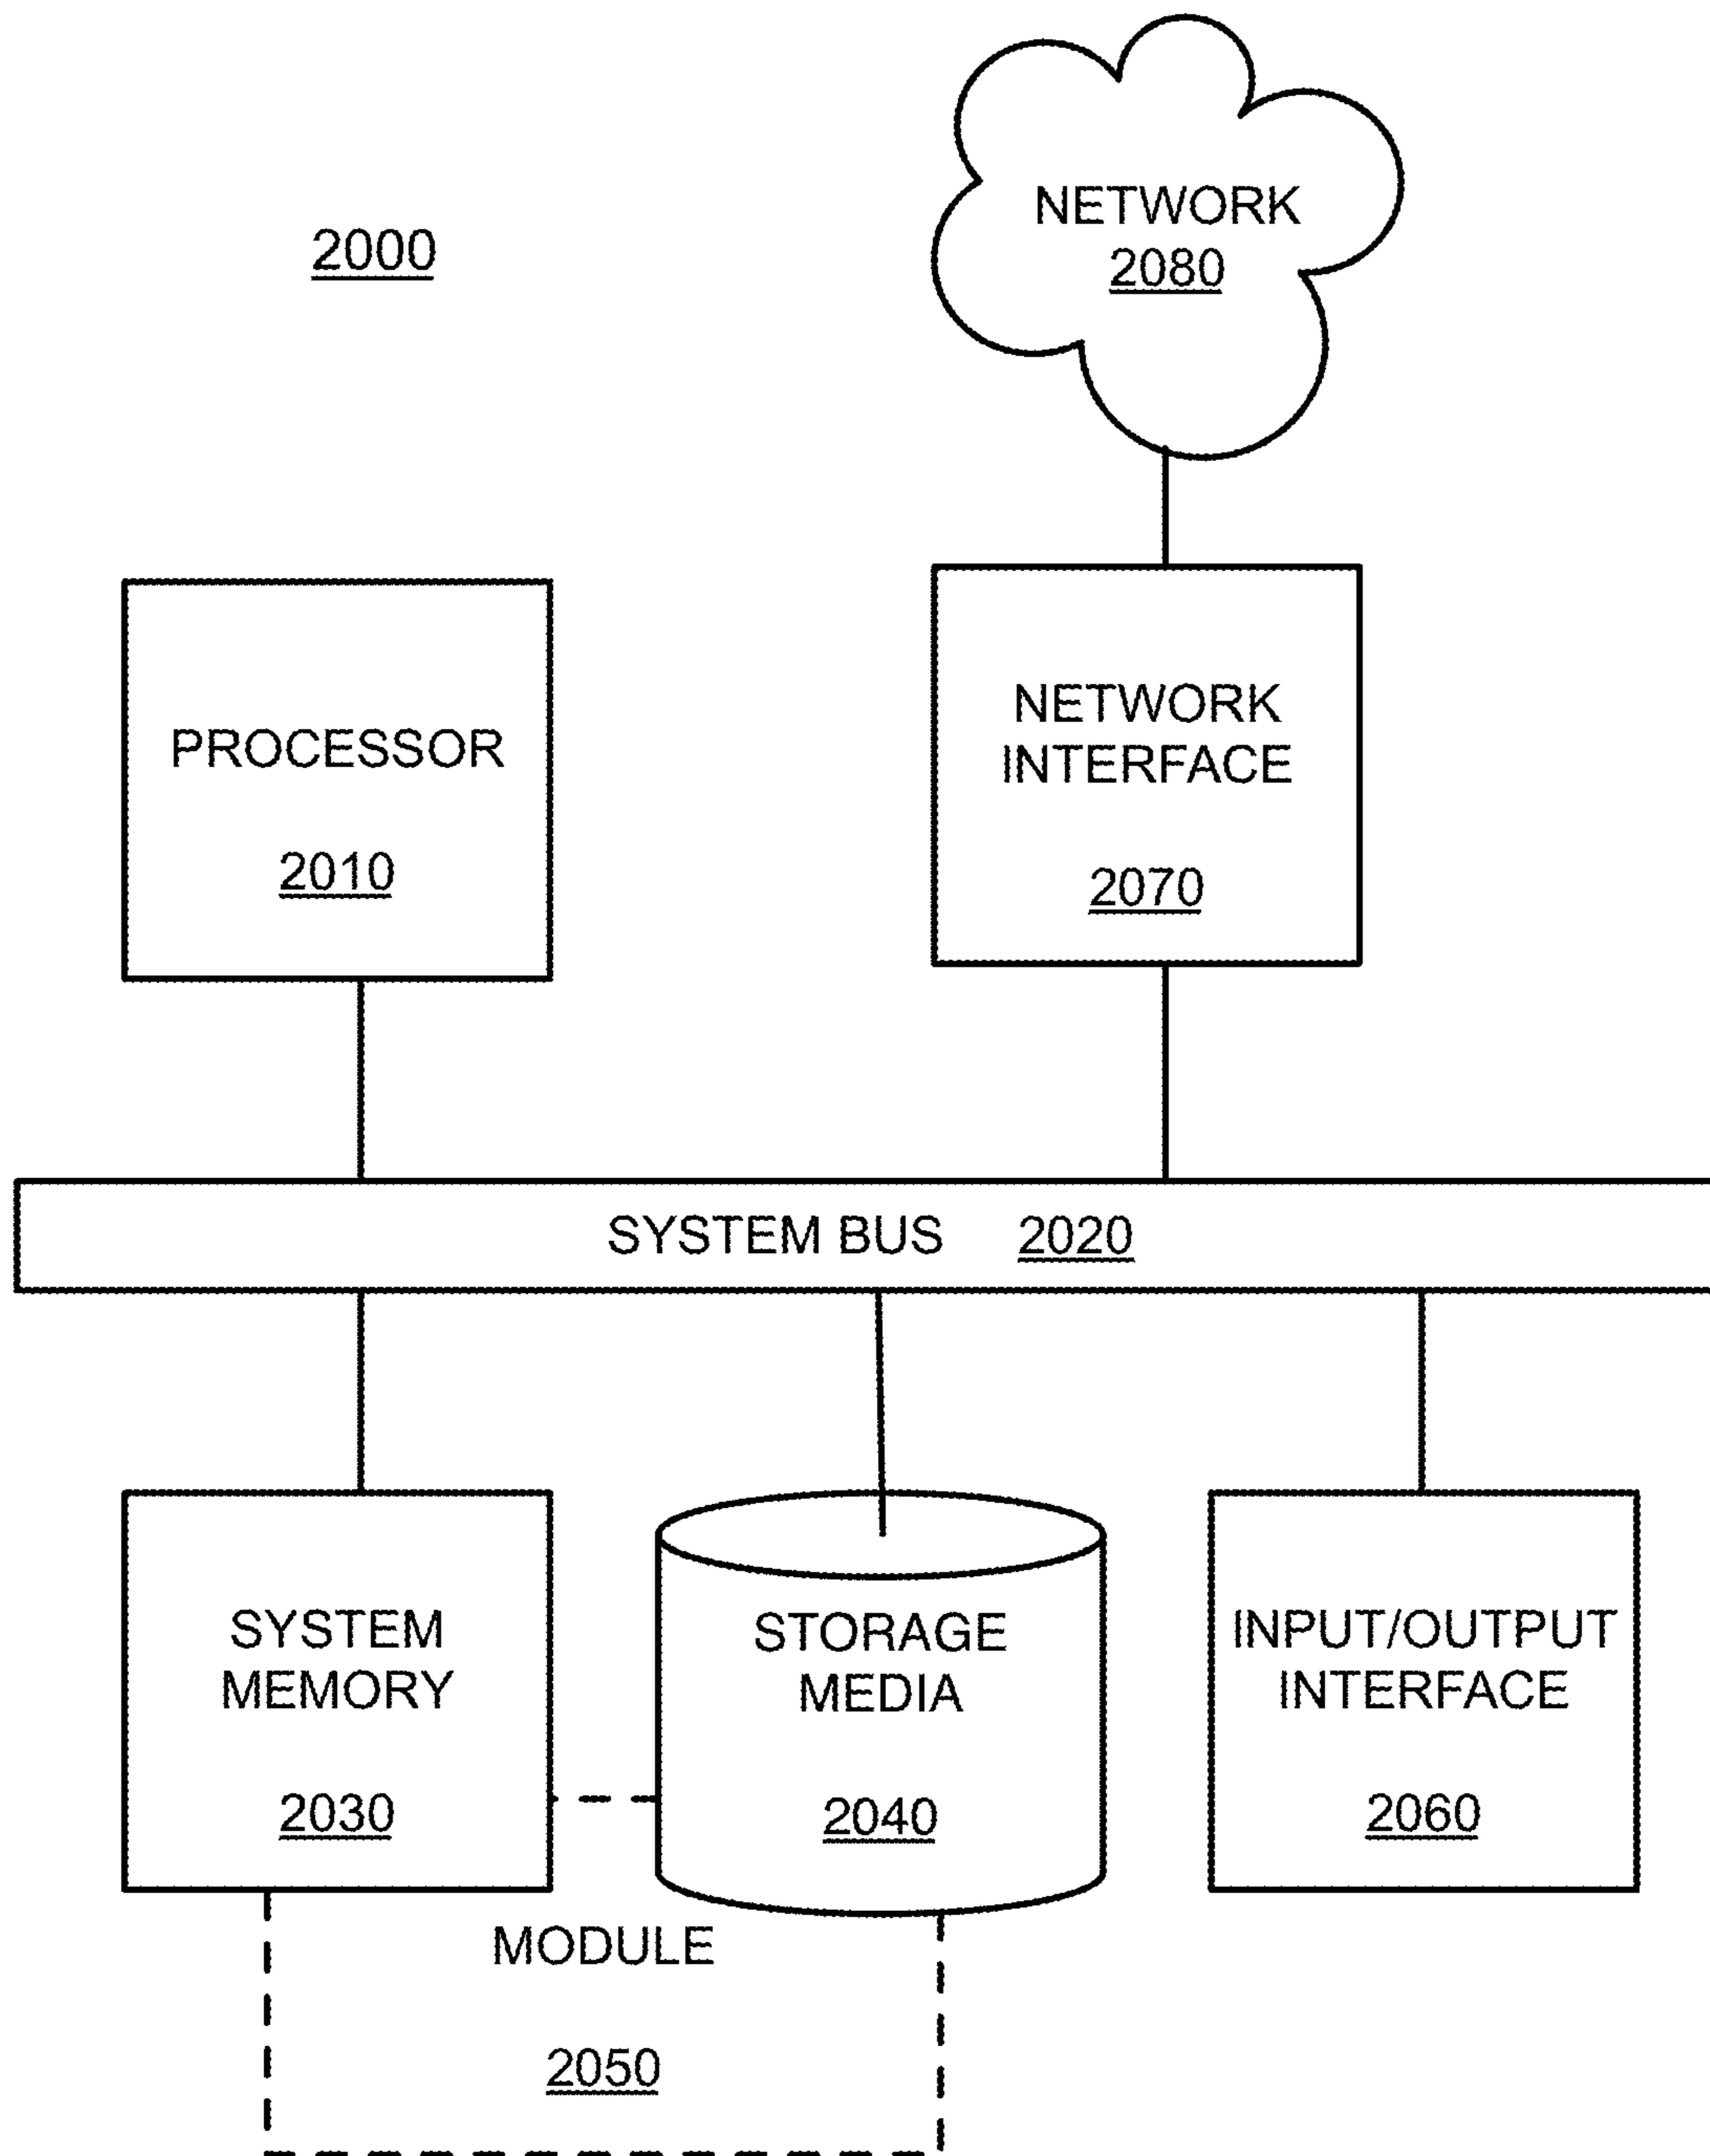 NETWORK
2080
2000
PROCESSOR
2010
NETWORK
INTERFACE
2070
SYSTEM BUS 2020
SYSTEM
MEMORY
2030
STORAGE
MEDIA
2040
INPUT/OUTPUT
INTERFACE
2060
MODULE
2050